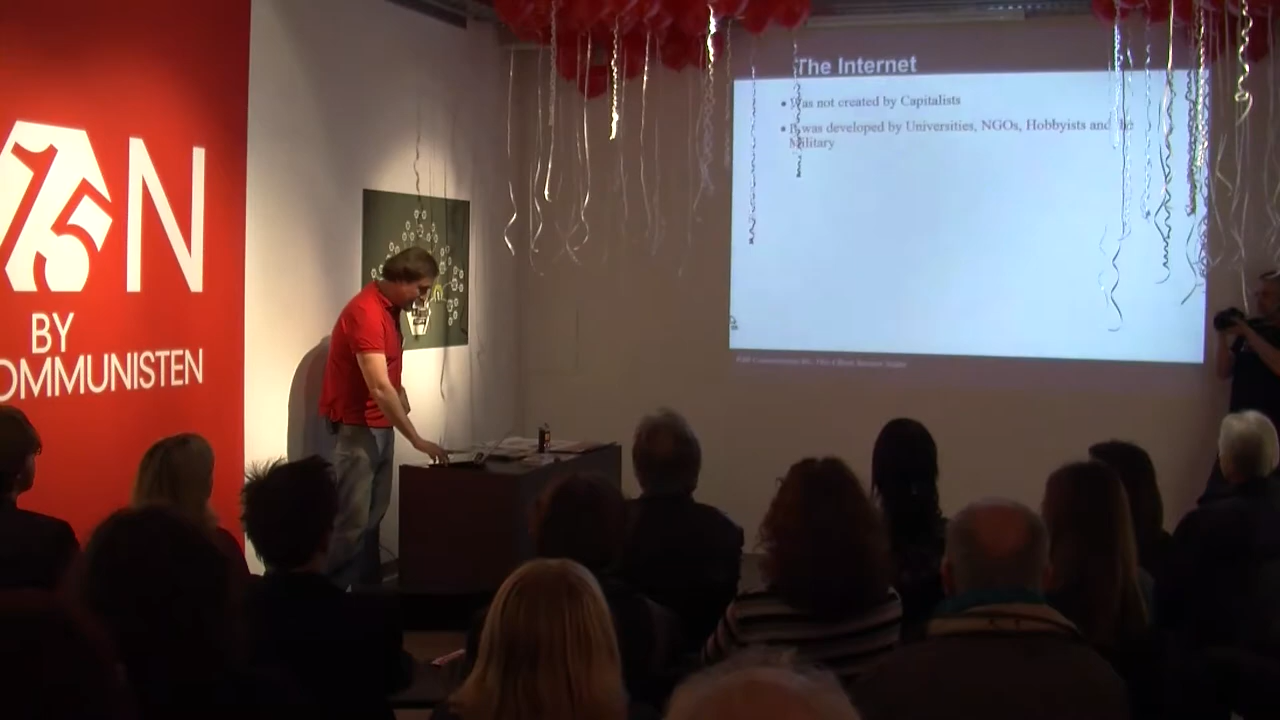 15N
BY
OMMUNISTEN
The Internet
• Was not created by Capitalists
• It was developed by Universities, NGOs, Hobbyists and the
Military